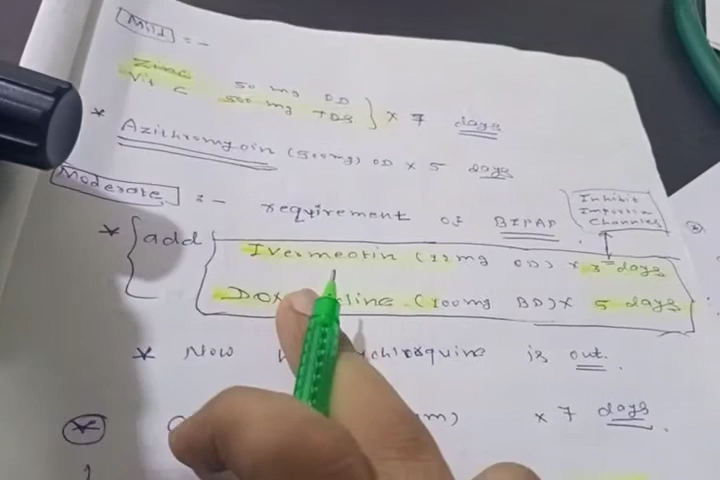 Mild :-
Zinc 50 mg OD
Vit C 500 mg TDS } x 7 days
* Azithromycin (500mg) OD x 5 days
Moderate :- requirement of BIPAP.
Inhibit
Importin
Channels
* { add Ivermectin (12mg OD) x 3 days
(100mg BD) x 5 days
* Now is out.
x 7 days.